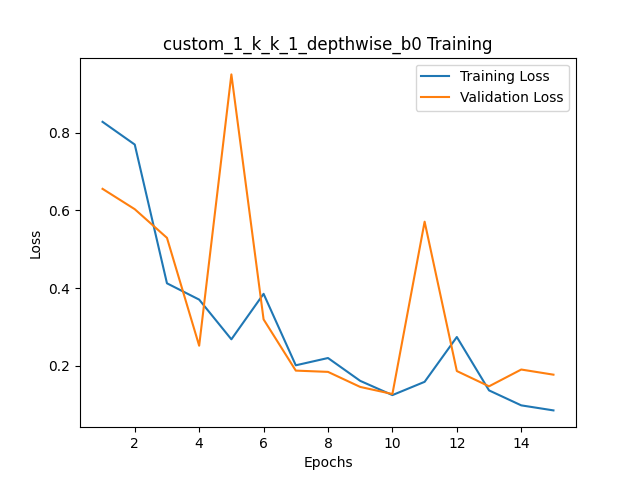 custom_1_k_k_1_depthwise_b0 Training
Training Loss
Validation Loss
Loss
0.8
0.6
0.4
0.2
2 4 6 8 10 12 14
Epochs